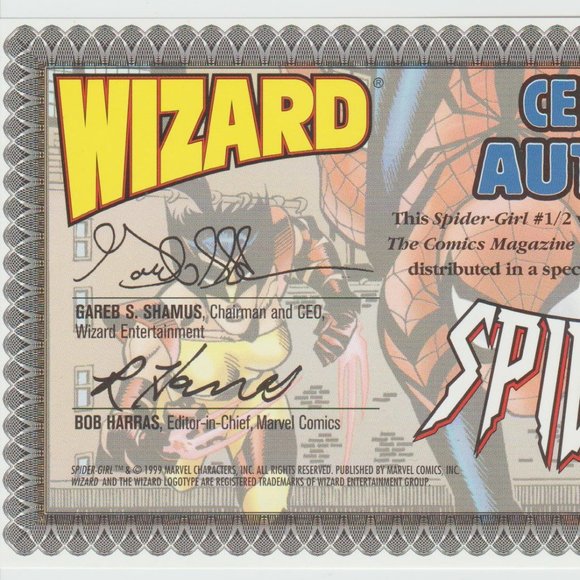 WIZARD®
CE
AUT
This Spider-Girl #1/2
The Comics Magazine
distributed in a spec
SPI
GAREB S. SHAMUS, Chairman and CEO,
Wizard Entertainment
R Harras
BOB HARRAS, Editor-in-Chief, Marvel Comics
SPIDER-GIRL™ & © 1999 MARVEL CHARACTERS, INC. ALL RIGHTS RESERVED. PUBLISHED BY MARVEL COMICS, INC.
WIZARD AND THE WIZARD LOGOTYPE ARE REGISTERED TRADEMARKS OF WIZARD ENTERTAINMENT GROUP.